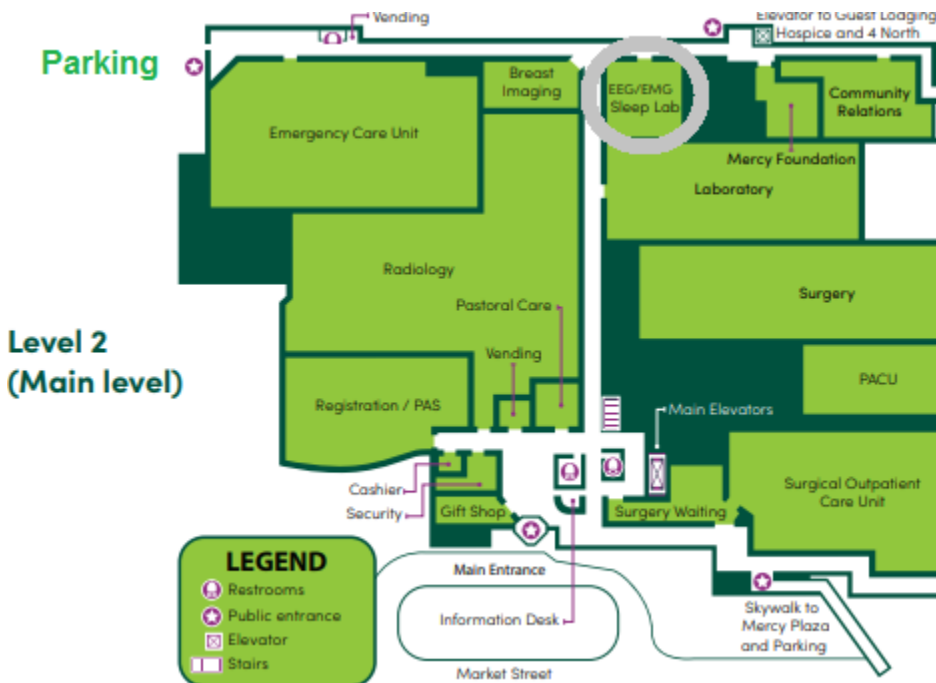 Vending
Elevator to Guest Lodging
Hospice and 4 North
Parking
Breast
Imaging
EEG/EMG
Sleep Lab
Community
Relations
Emergency Care Unit
Mercy Foundation
Laboratory
Radiology
Surgery
Pastoral Care
Level 2
(Main level)
Vending
PACU
Registration / PAS
Main Elevators
Cashier
Security
Gift Shop
Surgery Waiting
Surgical Outpatient
Care Unit
LEGEND
Restrooms
Public entrance
Elevator
Stairs
Main Entrance
Information Desk
Market Street
Skywalk to
Mercy Plaza
and Parking